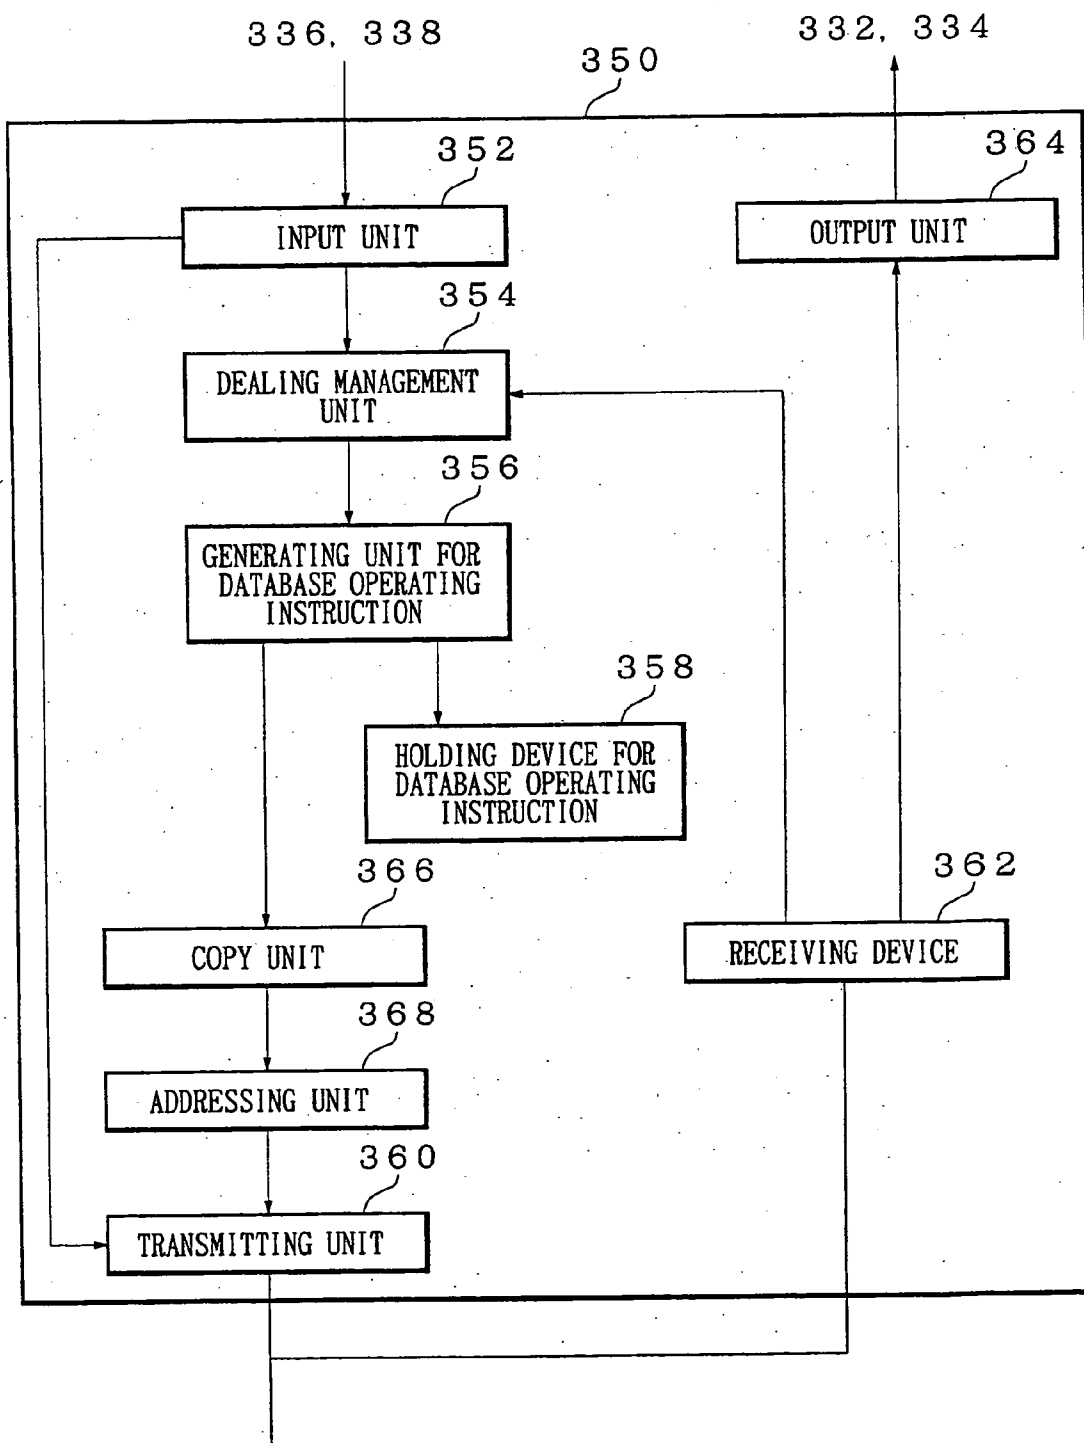 336, 338
332, 334
350
352
INPUT UNIT
364
OUTPUT UNIT
354
DEALING MANAGEMENT
UNIT
356
GENERATING UNIT FOR
DATABASE OPERATING
INSTRUCTION
358
HOLDING DEVICE FOR
DATABASE OPERATING
INSTRUCTION
366
COPY UNIT
362
RECEIVING DEVICE
368
ADDRESSING UNIT
360
TRANSMITTING UNIT